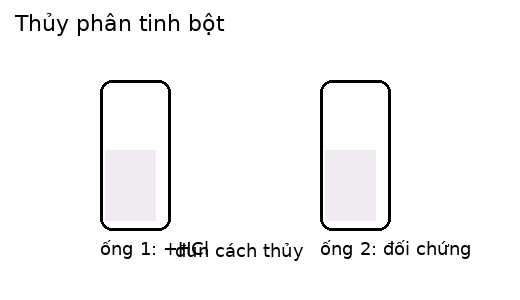 Thủy phân tinh bột
ống 1: +HCl
đun cách thủy
ống 2: đối chứng